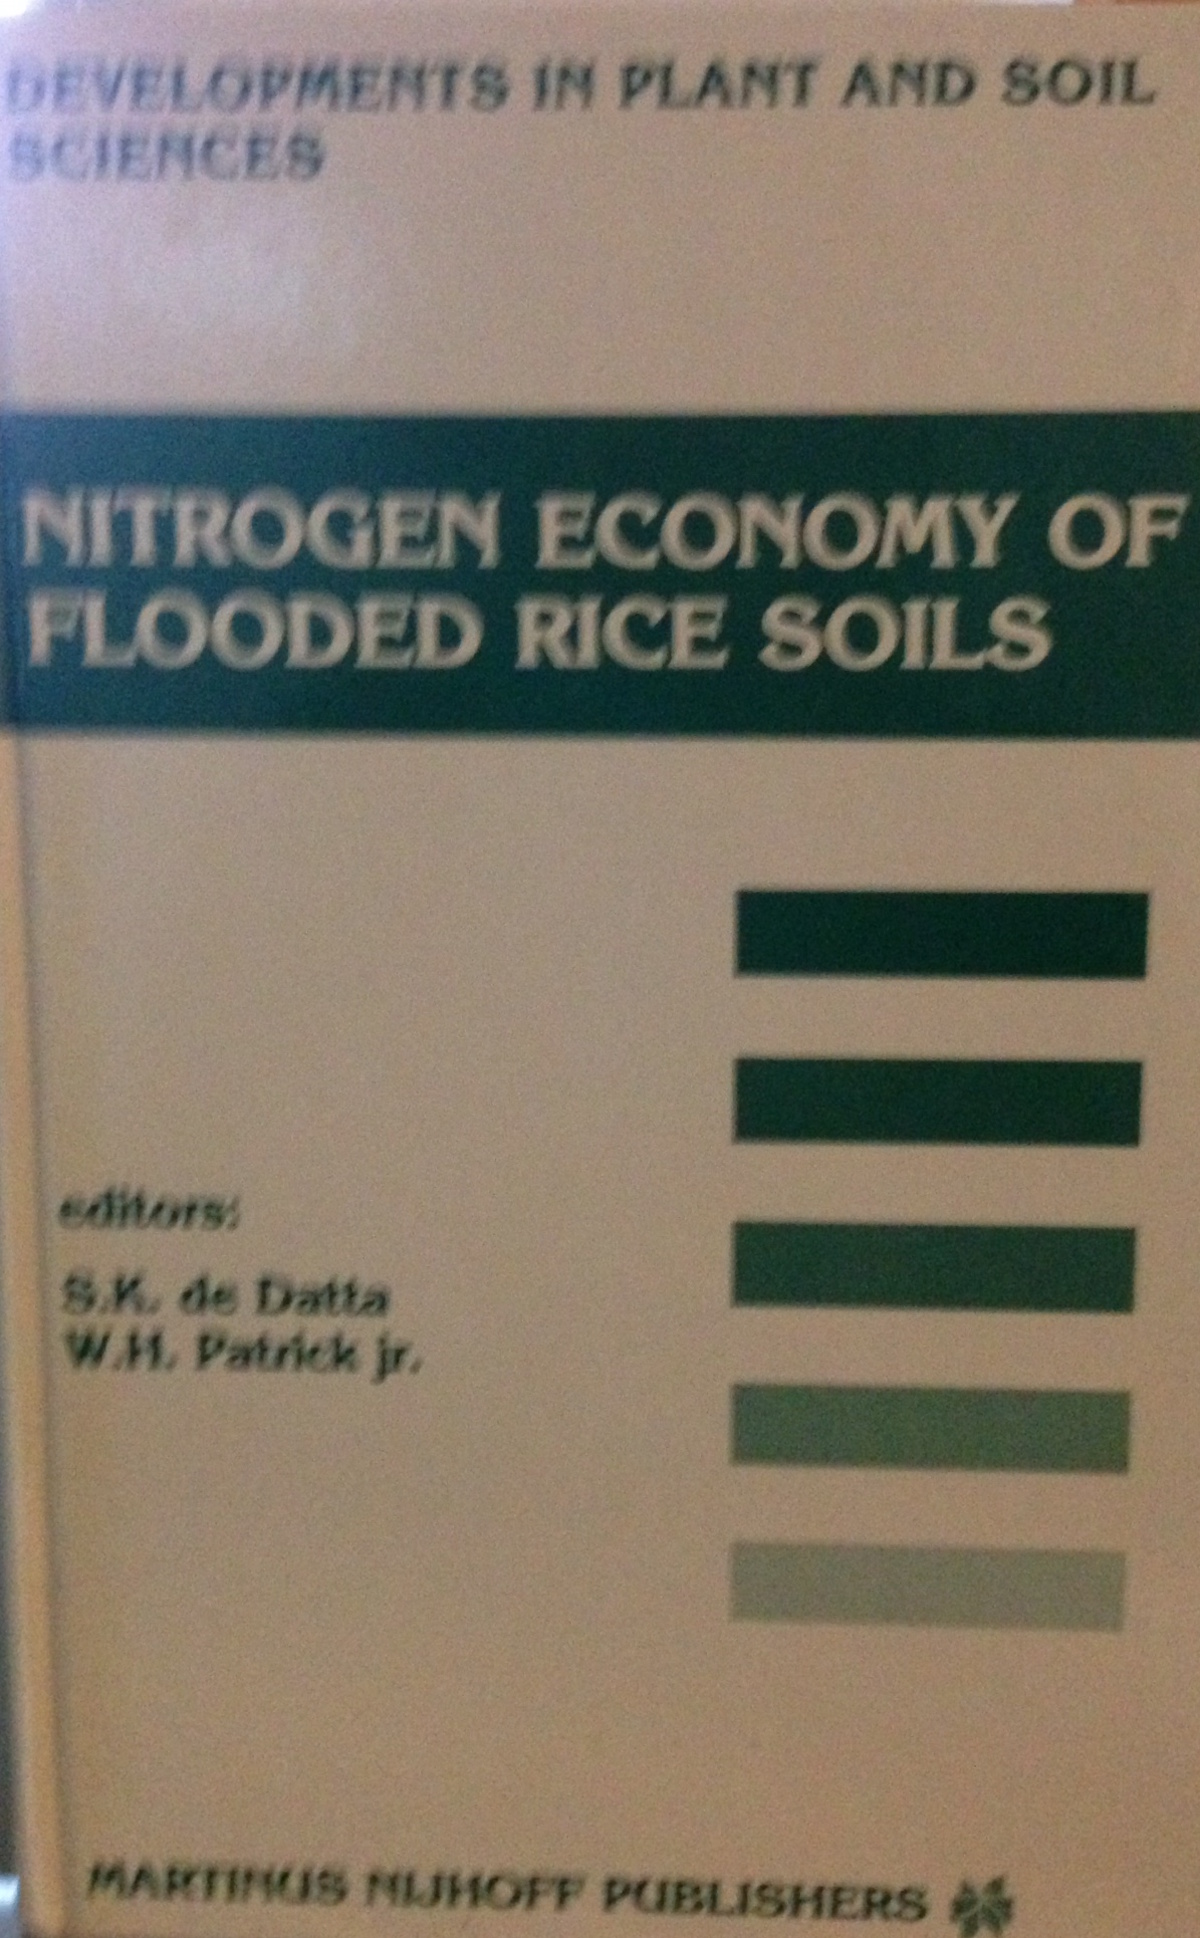 DEVELOPMENTS IN PLANT AND SOIL
SCIENCES
NITROGEN ECONOMY OF
FLOODED RICE SOILS
editors:
S.K. de Datta
W.H. Patrick jr.
MARTINUS NIJHOFF PUBLISHERS